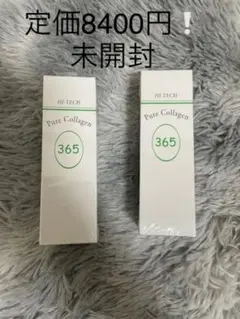 定価8400円❕
未開封
HI TECH
Pure Collagen
365
HI TECH
Pure Collagen
365